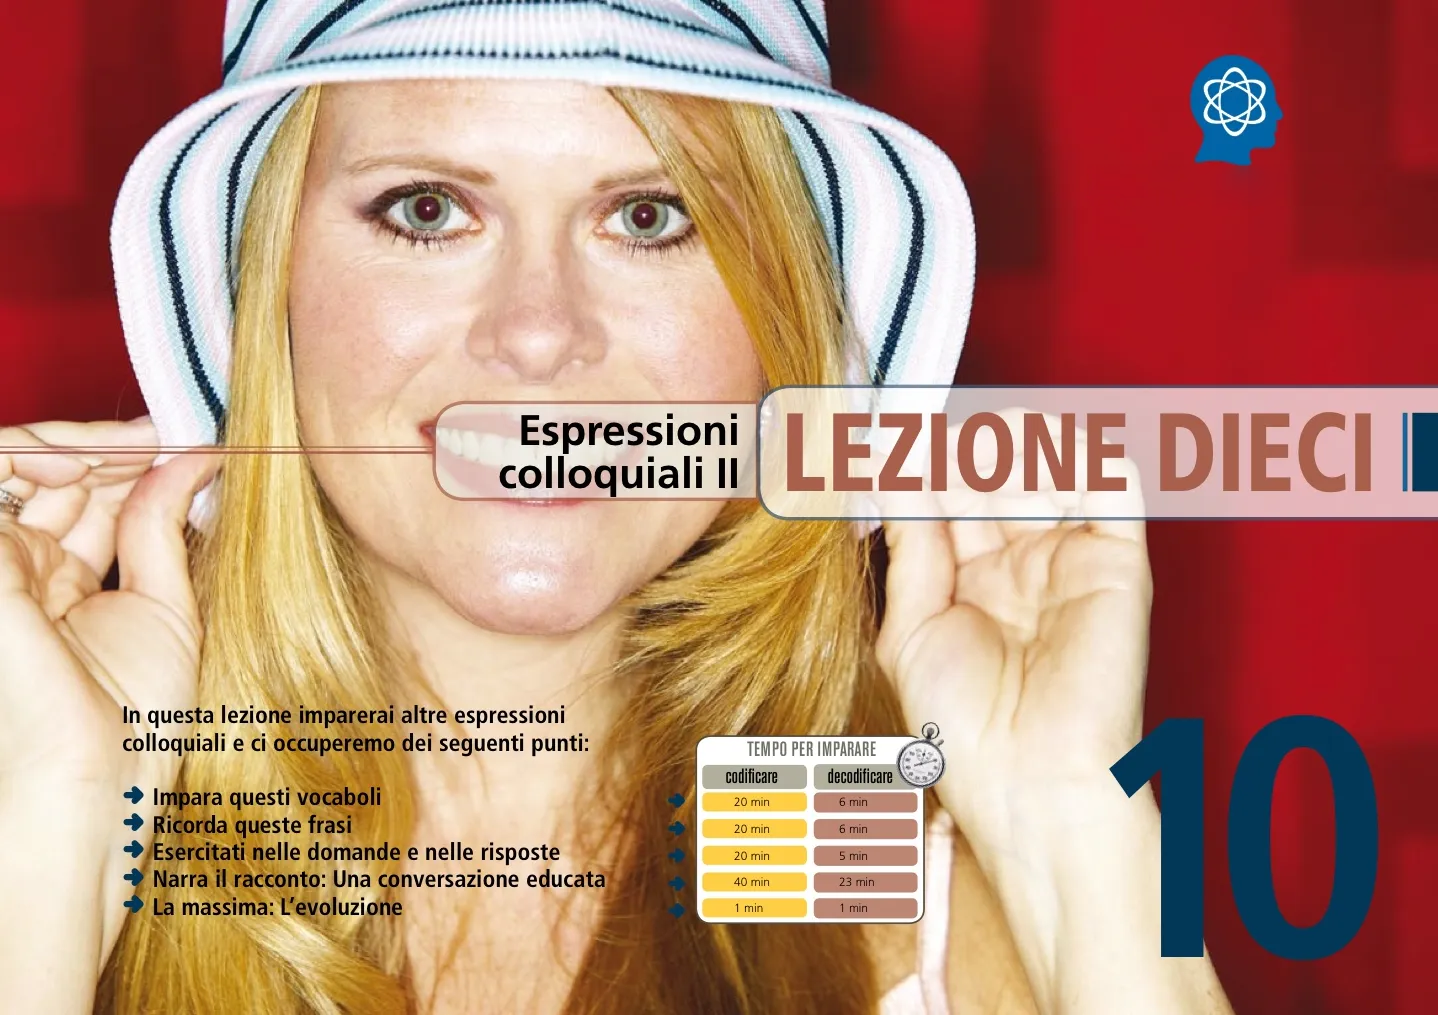 Espressioni
colloquiali II
LEZIONE DIECI
In questa lezione imparerai altre espressioni
colloquiali e ci occuperemo dei seguenti punti:
Impara questi vocaboli
Ricorda queste frasi
Esercitati nelle domande e nelle risposte
Narra il racconto: Una conversazione educata
La massima: L’evoluzione
TEMPO PER IMPARARE
codificare decodificare
20 min 6 min
20 min 6 min
20 min 5 min
40 min 23 min
1 min 1 min
10